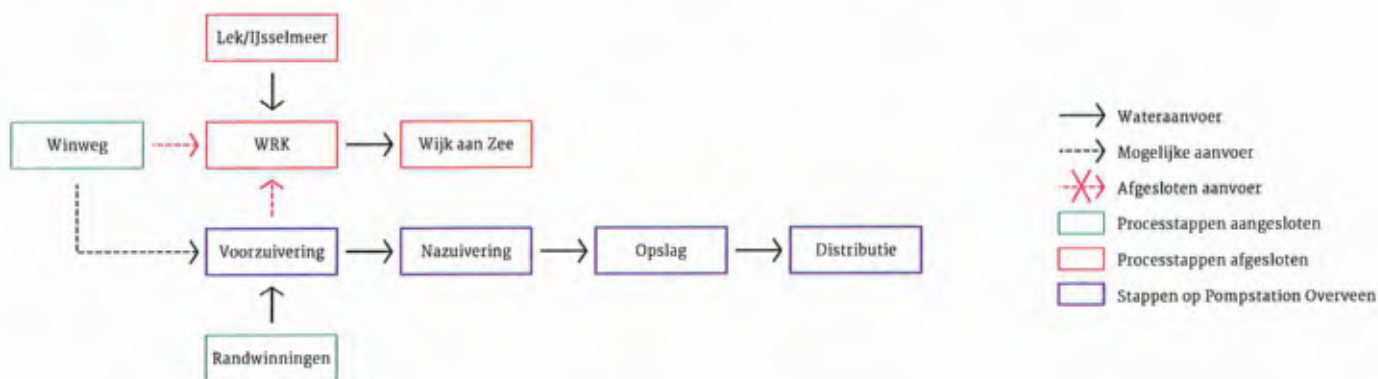 Lek/IJsselmeer
Winweg
WRK
Wijk aan Zee
Voorzuivering
Nazuivering
Opslag
Distributie
Randwinningen
Wateraanvoer
Mogelijke aanvoer
Afgesloten aanvoer
Processtappen aangesloten
Processtappen afgesloten
Stappen op Pompstation Overveen